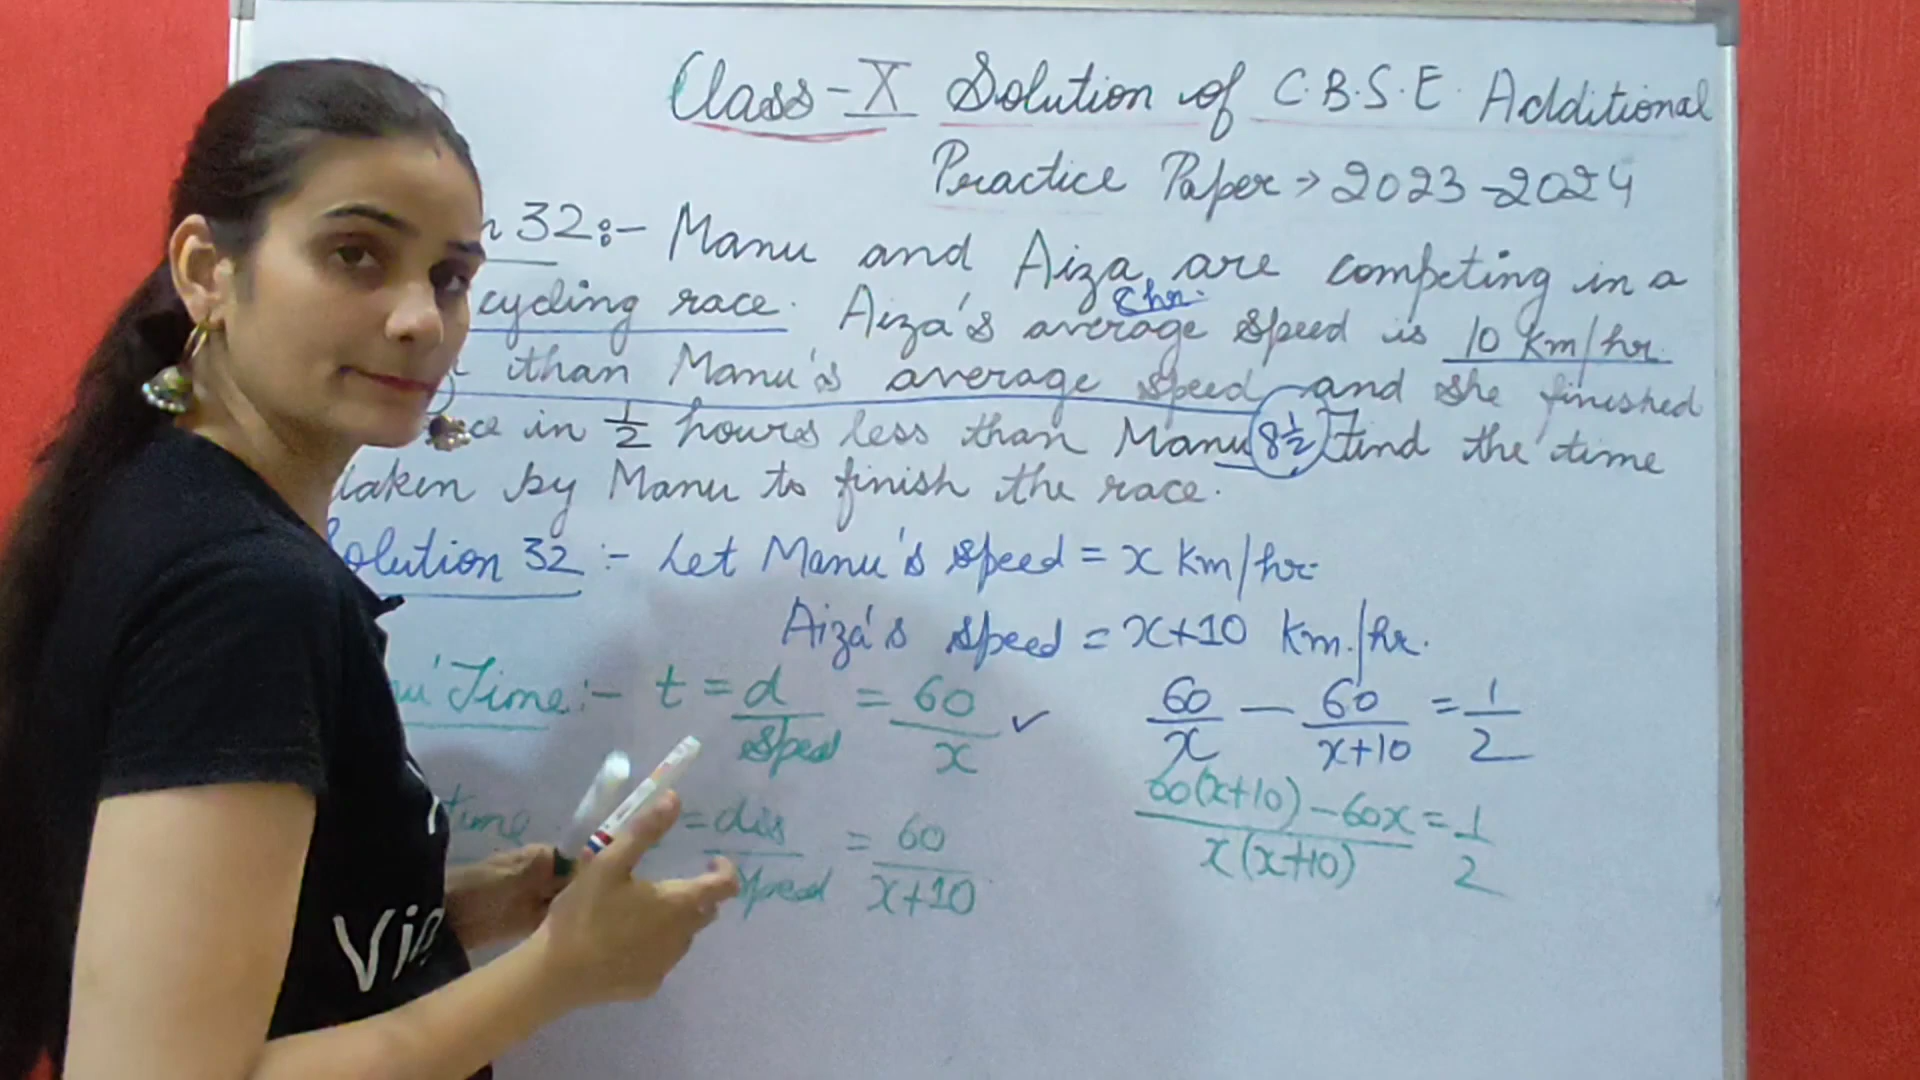 Class-X Solution of C.B.S.E. Additional
Practice Paper → 2023-2024
32:- Manu and Aiza are competing in a
8 hr.
cycling race. Aiza's average speed is 10 km/hr.
than Manu's average speed and she finished
in 1/2 hours less than Manu 8 1/2 Find the time
taken by Manu to finish the race.
Solution 32 :- Let Manu's speed = x km/hr.
Aiza's speed = x+10 Km./hr.
Time:- t = d/Speed = 60/x ✓
60/x — 60/x+10 = 1/2
time = dis/Speed = 60/x+10
60(x+10) - 60x/x(x+10) = 1/2
Vi